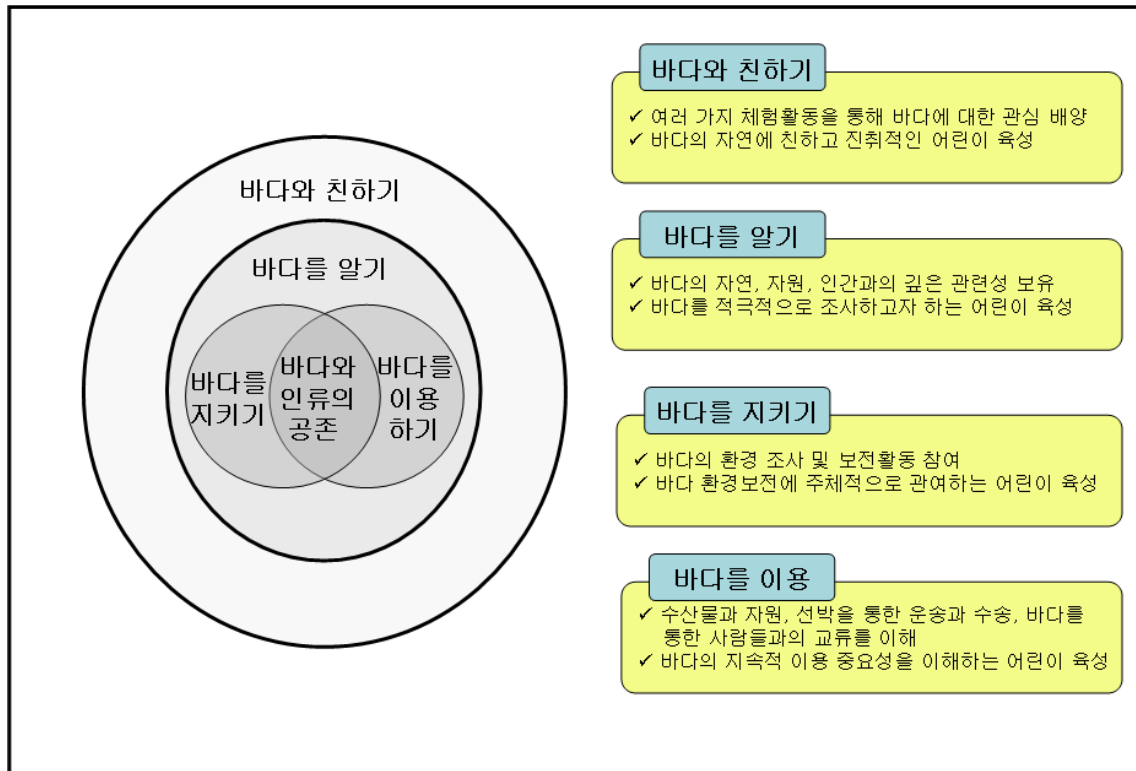 바다와 친하기
바다를 알기
바다를
지키기
바다와
인류의
공존
바다를
이용
하기
바다와 친하기
✓ 여러 가지 체험활동을 통해 바다에 대한 관심 배양
✓ 바다의 자연에 친하고 진취적인 어린이 육성
바다를 알기
✓ 바다의 자연, 자원, 인간과의 깊은 관련성 보유
✓ 바다를 적극적으로 조사하고자 하는 어린이 육성
바다를 지키기
✓ 바다의 환경 조사 및 보전활동 참여
✓ 바다 환경보전에 주체적으로 관여하는 어린이 육성
바다를 이용
✓ 수산물과 자원, 선박을 통한 운송과 수송, 바다를
통한 사람들과의 교류를 이해
✓ 바다의 지속적 이용 중요성을 이해하는 어린이 육성